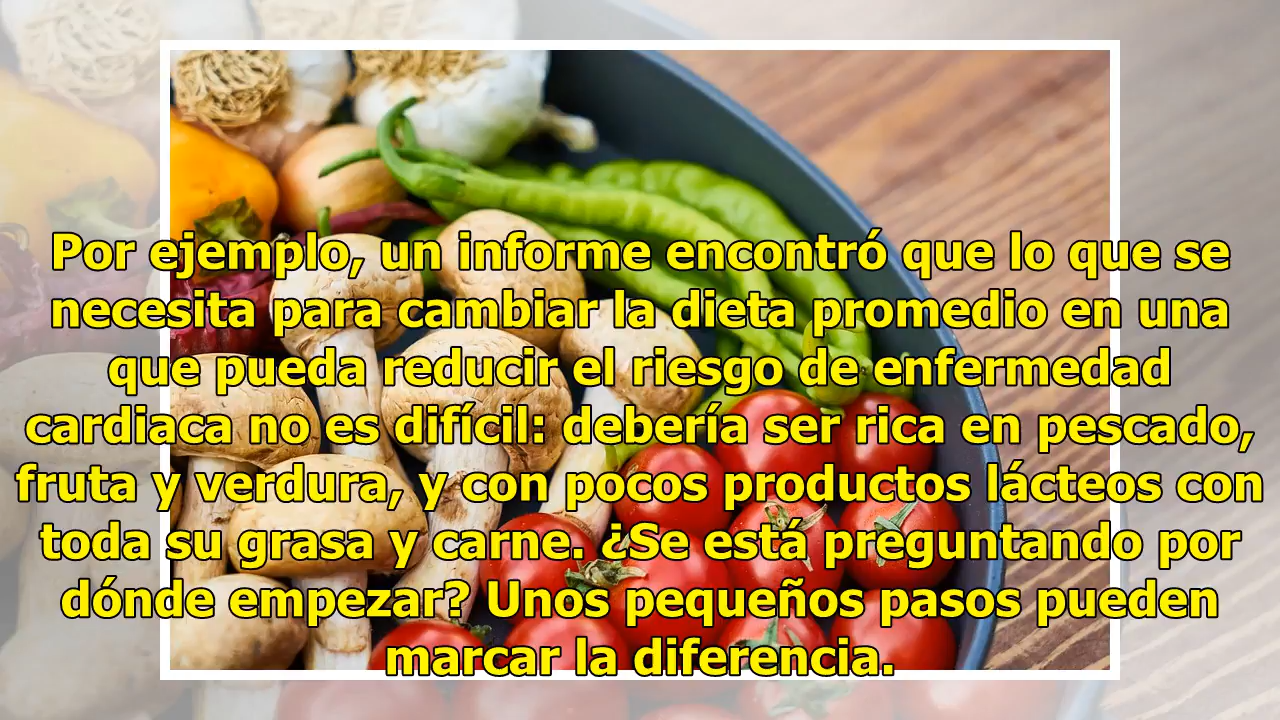 Por ejemplo, un informe encontró que lo que se
necesita para cambiar la dieta promedio en una
que pueda reducir el riesgo de enfermedad
cardiaca no es difícil: debería ser rica en pescado,
fruta y verdura, y con pocos productos lácteos con
toda su grasa y carne. ¿Se está preguntando por
dónde empezar? Unos pequeños pasos pueden
marcar la diferencia.